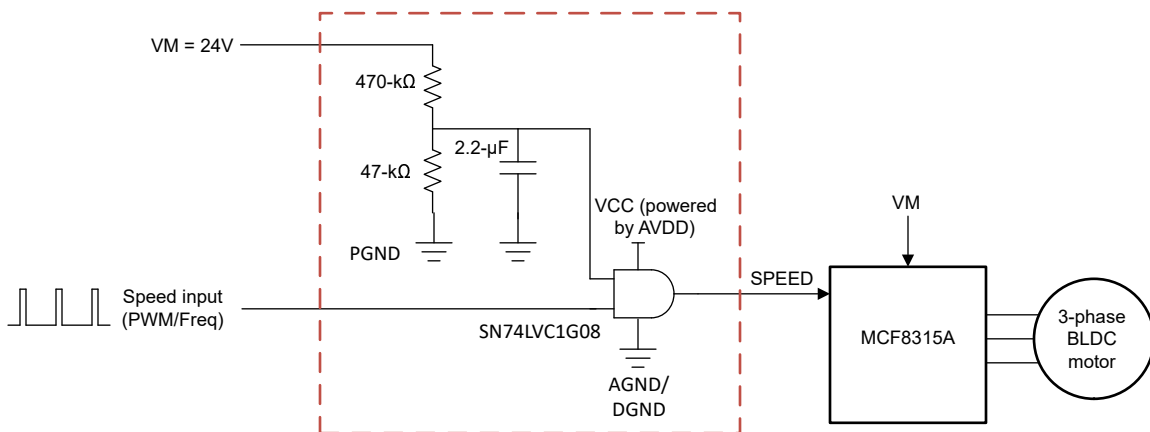 VM = 24V
470-kΩ
47-kΩ
2.2-µF
PGND
VCC (powered
by AVDD)
Speed input
(PWM/Freq)
SN74LVC1G08
AGND/
DGND
SPEED
VM
MCF8315A
3-phase
BLDC
motor